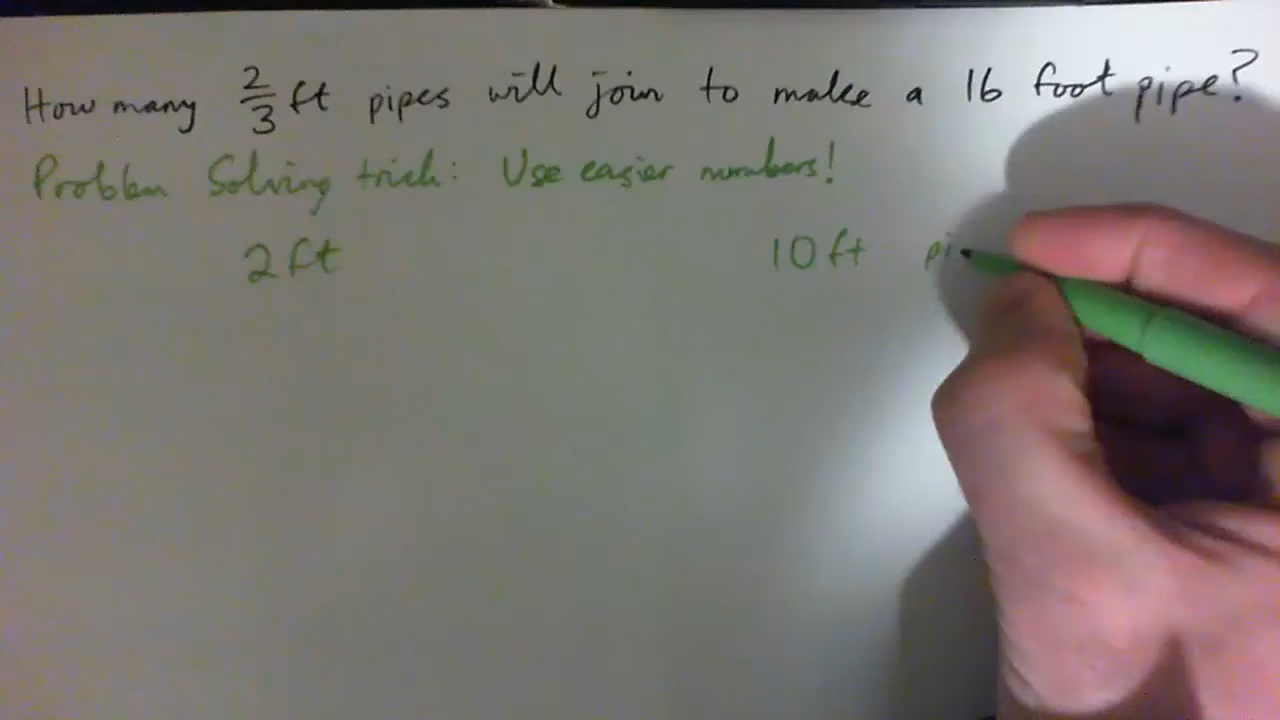 How many 2/3 ft pipes will join to make a 16 foot pipe?
Problem Solving trick: Use easier numbers!
2 ft 10 ft pi